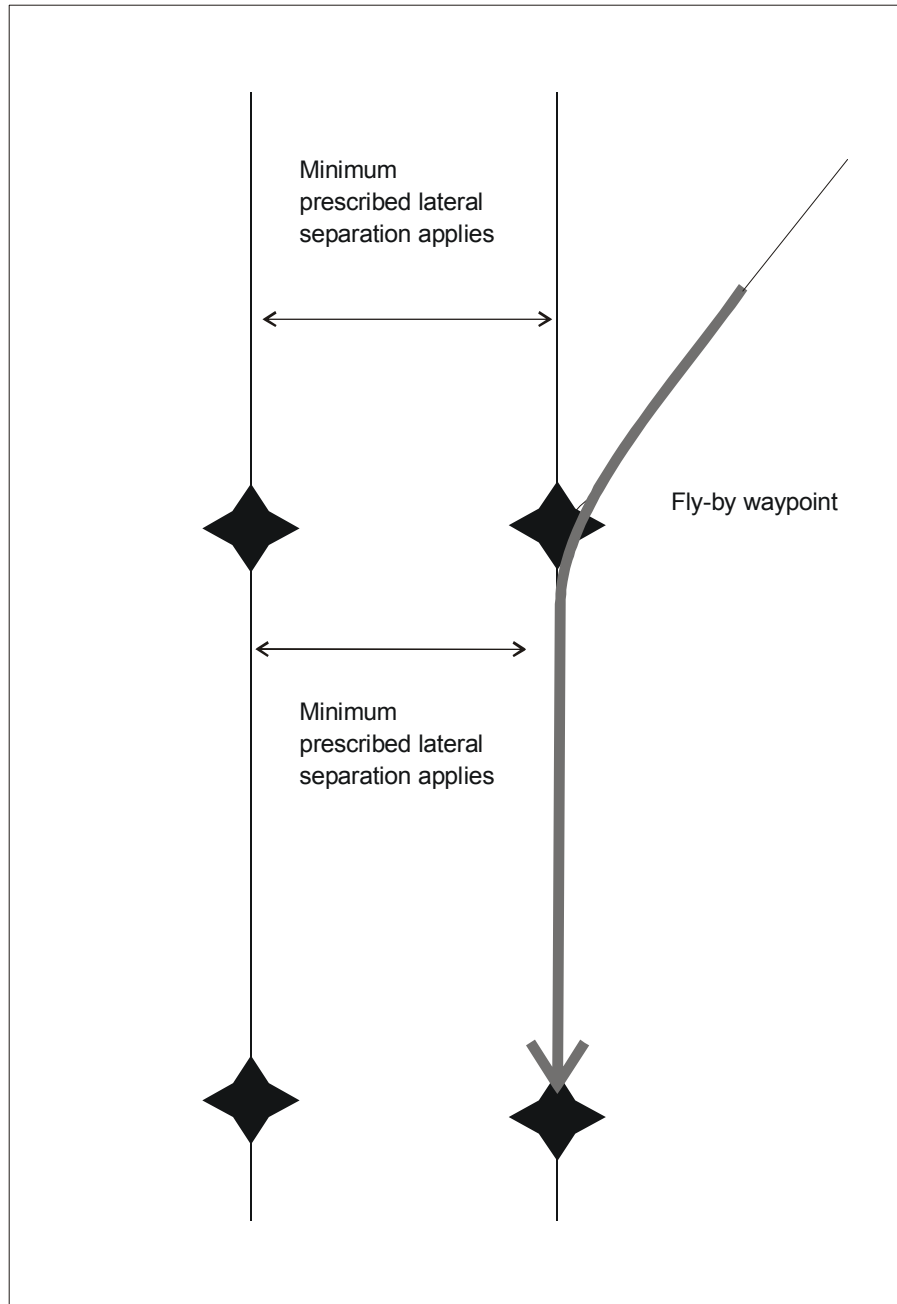 Minimum
prescribed lateral
separation applies
Fly-by waypoint
Minimum
prescribed lateral
separation applies